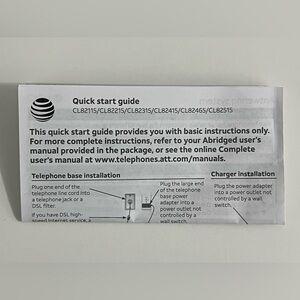 Quick start guide
CL82115/CL82215/CL82315/CL82415/CL82465/CL82515
This quick start guide provides you with basic instructions only.
For more complete instructions, refer to your Abridged user's
manual provided in the package, or see the online Complete
user's manual at www.telephones.att.com/manuals.
Telephone base installation
Plug one end of the
telephone line cord into
a telephone jack or a
DSL filter.
If you have DSL high-
speed Internet service, a
Plug the large end
of the telephone
base power
adapter into a
power outlet not
controlled by a
wall switch.
Charger installation
Plug the power adapter
into a power outlet not
controlled by a
wall switch.